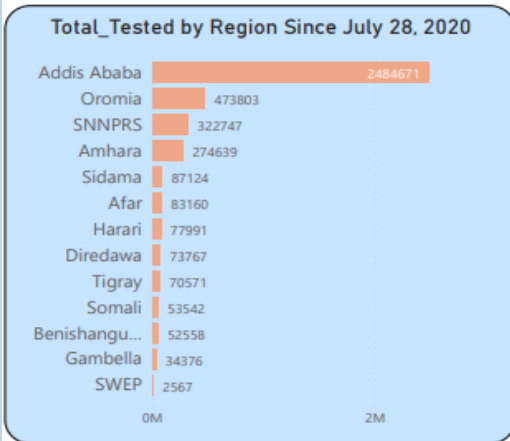 Total_Tested by Region Since July 28, 2020
Addis Ababa 2484671
Oromia 473803
SNNPRS 322747
Amhara 274639
Sidama 87124
Afar 83160
Harari 77991
Diredawa 73767
Tigray 70571
Somali 53542
Benishangu... 52558
Gambella 34376
SWEP 2567
0M 2M